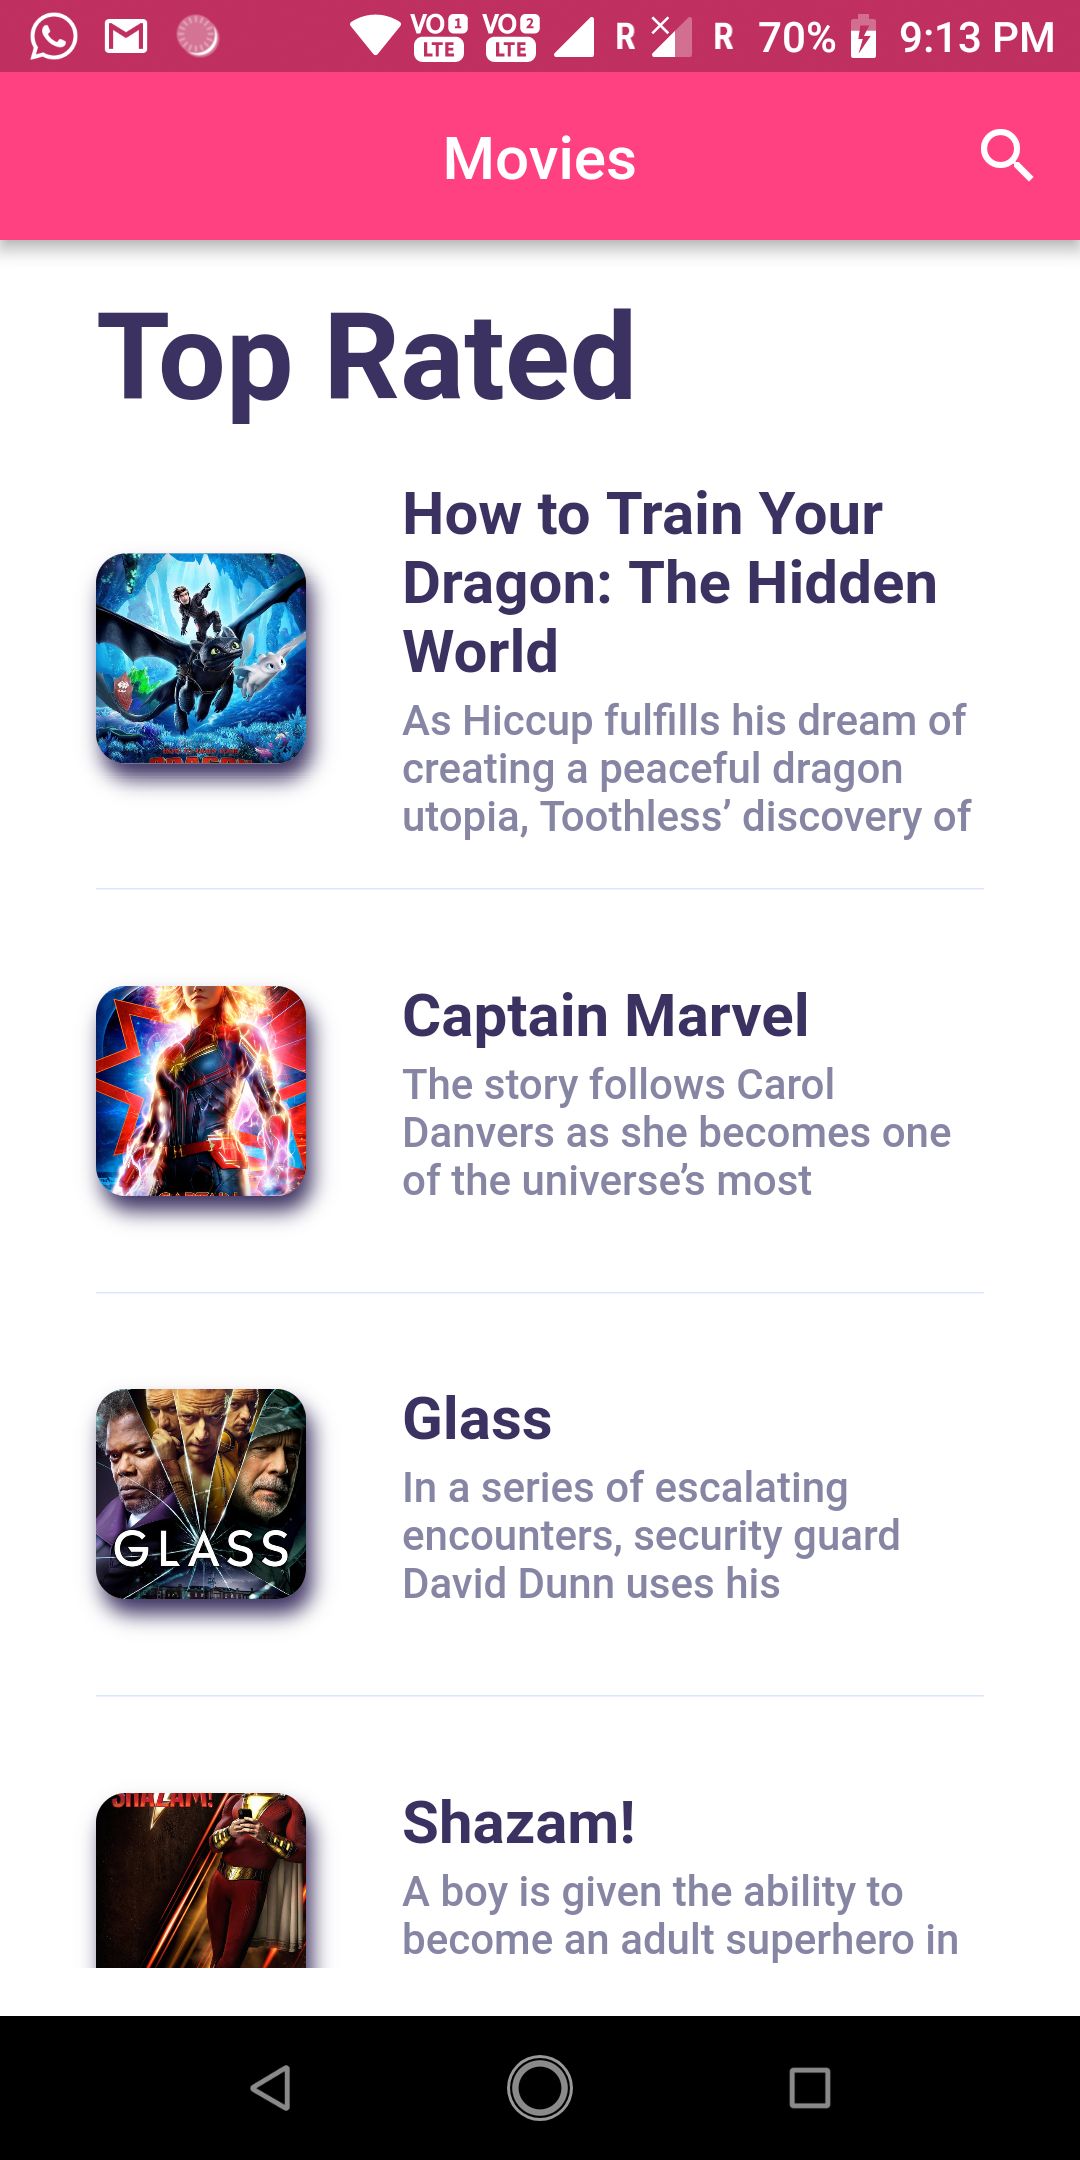 VO 1 LTE VO 2 LTE R R 70% 9:13 PM
Movies
Top Rated
How to Train Your
Dragon: The Hidden
World
As Hiccup fulfills his dream of
creating a peaceful dragon
utopia, Toothless’ discovery of
Captain Marvel
The story follows Carol
Danvers as she becomes one
of the universe’s most
GLASS
Glass
In a series of escalating
encounters, security guard
David Dunn uses his
SHAZAM!
Shazam!
A boy is given the ability to
become an adult superhero in